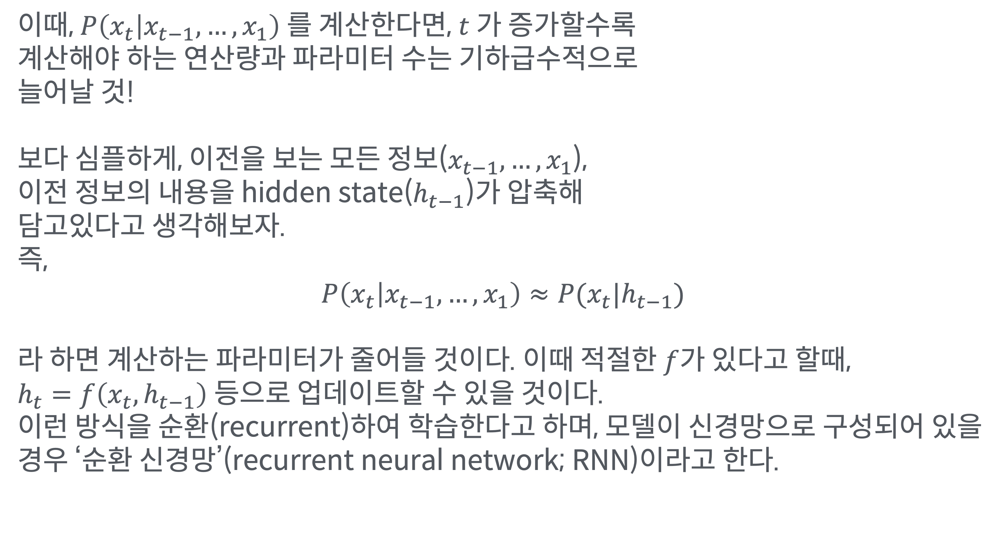 이때, P(x_t|x_{t−1}, … , x_1) 를 계산한다면, t 가 증가할수록
계산해야 하는 연산량과 파라미터 수는 기하급수적으로
늘어날 것!
보다 심플하게, 이전을 보는 모든 정보(x_{t−1}, … , x_1),
이전 정보의 내용을 hidden state(h_{t−1})가 압축해
담고있다고 생각해보자.
즉,
P(x_t|x_{t−1}, … , x_1) ≈ P(x_t|h_{t−1})
라 하면 계산하는 파라미터가 줄어들 것이다. 이때 적절한 f가 있다고 할때,
h_t = f(x_t, h_{t−1}) 등으로 업데이트할 수 있을 것이다.
이런 방식을 순환(recurrent)하여 학습한다고 하며, 모델이 신경망으로 구성되어 있을
경우 ‘순환 신경망’(recurrent neural network; RNN)이라고 한다.